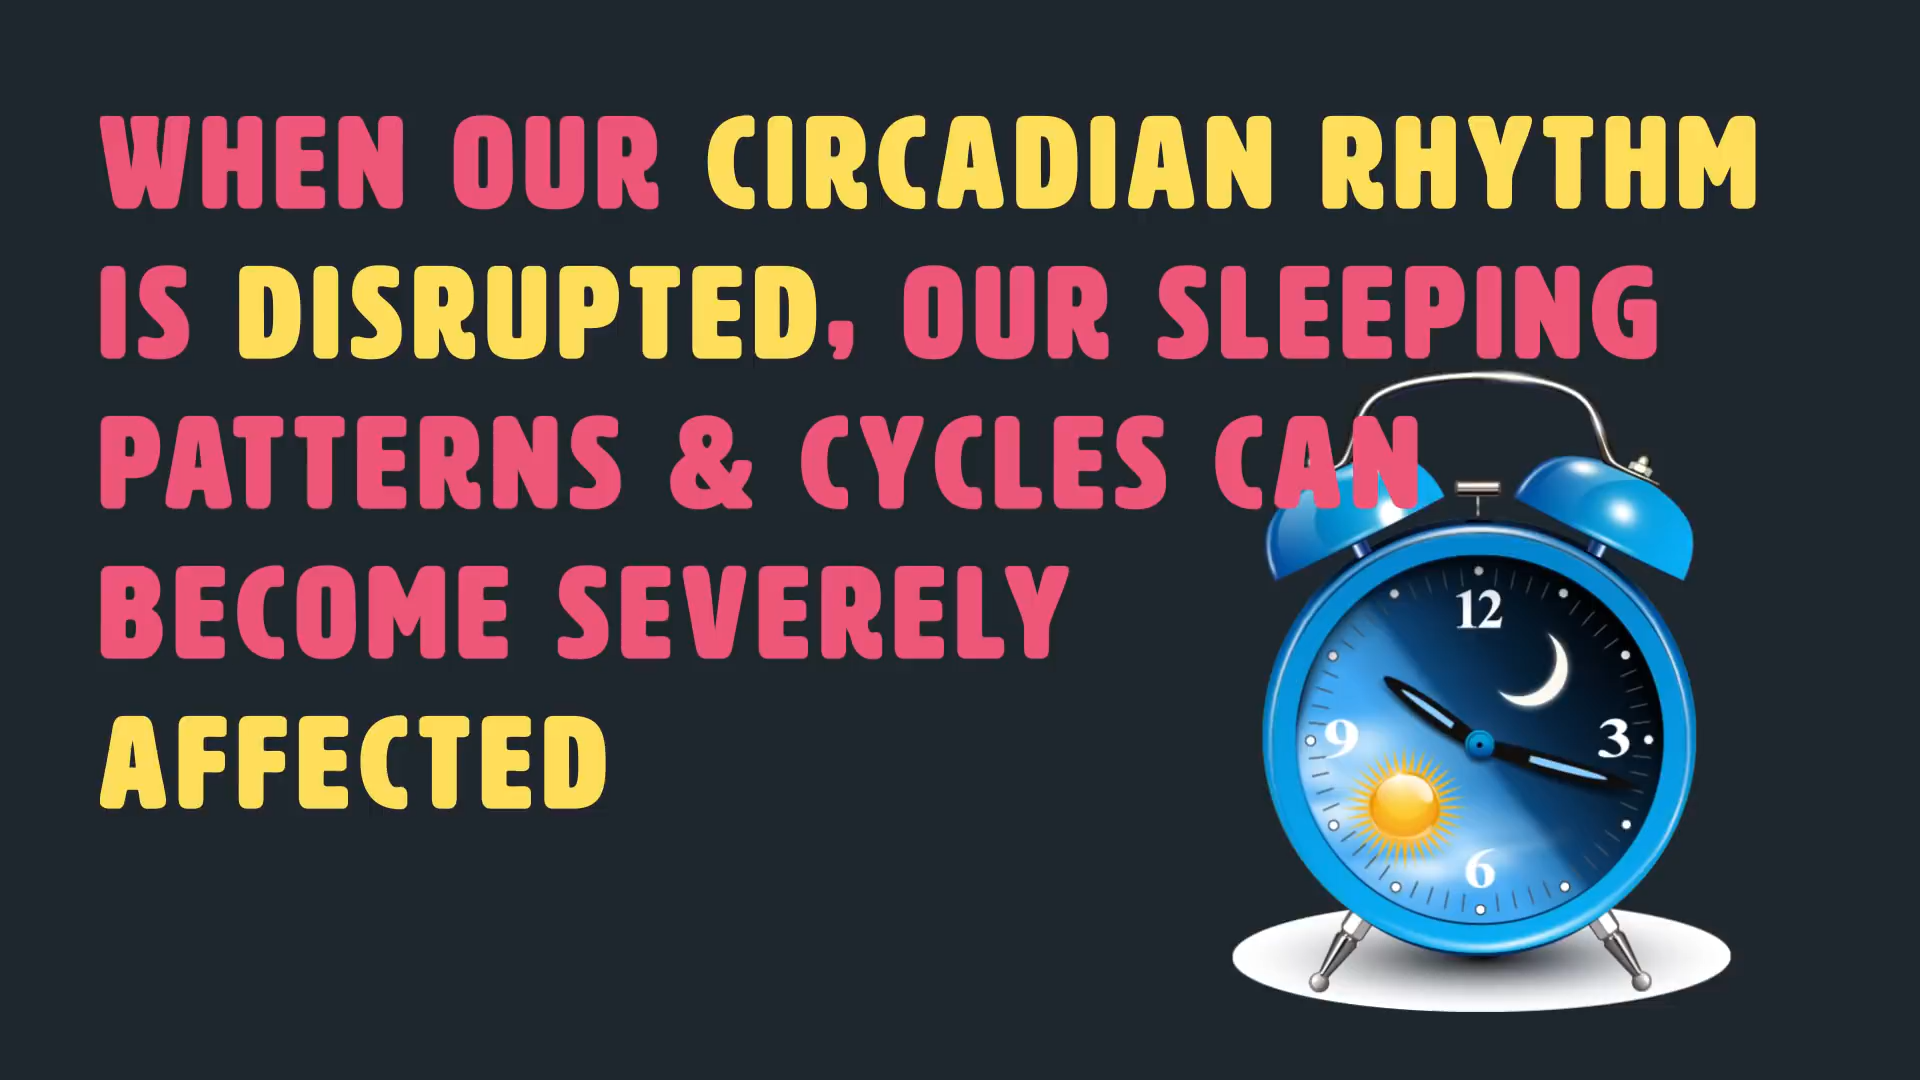 WHEN OUR CIRCADIAN RHYTHM
IS DISRUPTED, OUR SLEEPING
PATTERNS & CYCLES CAN
BECOME SEVERELY
AFFECTED
12
3
6
9